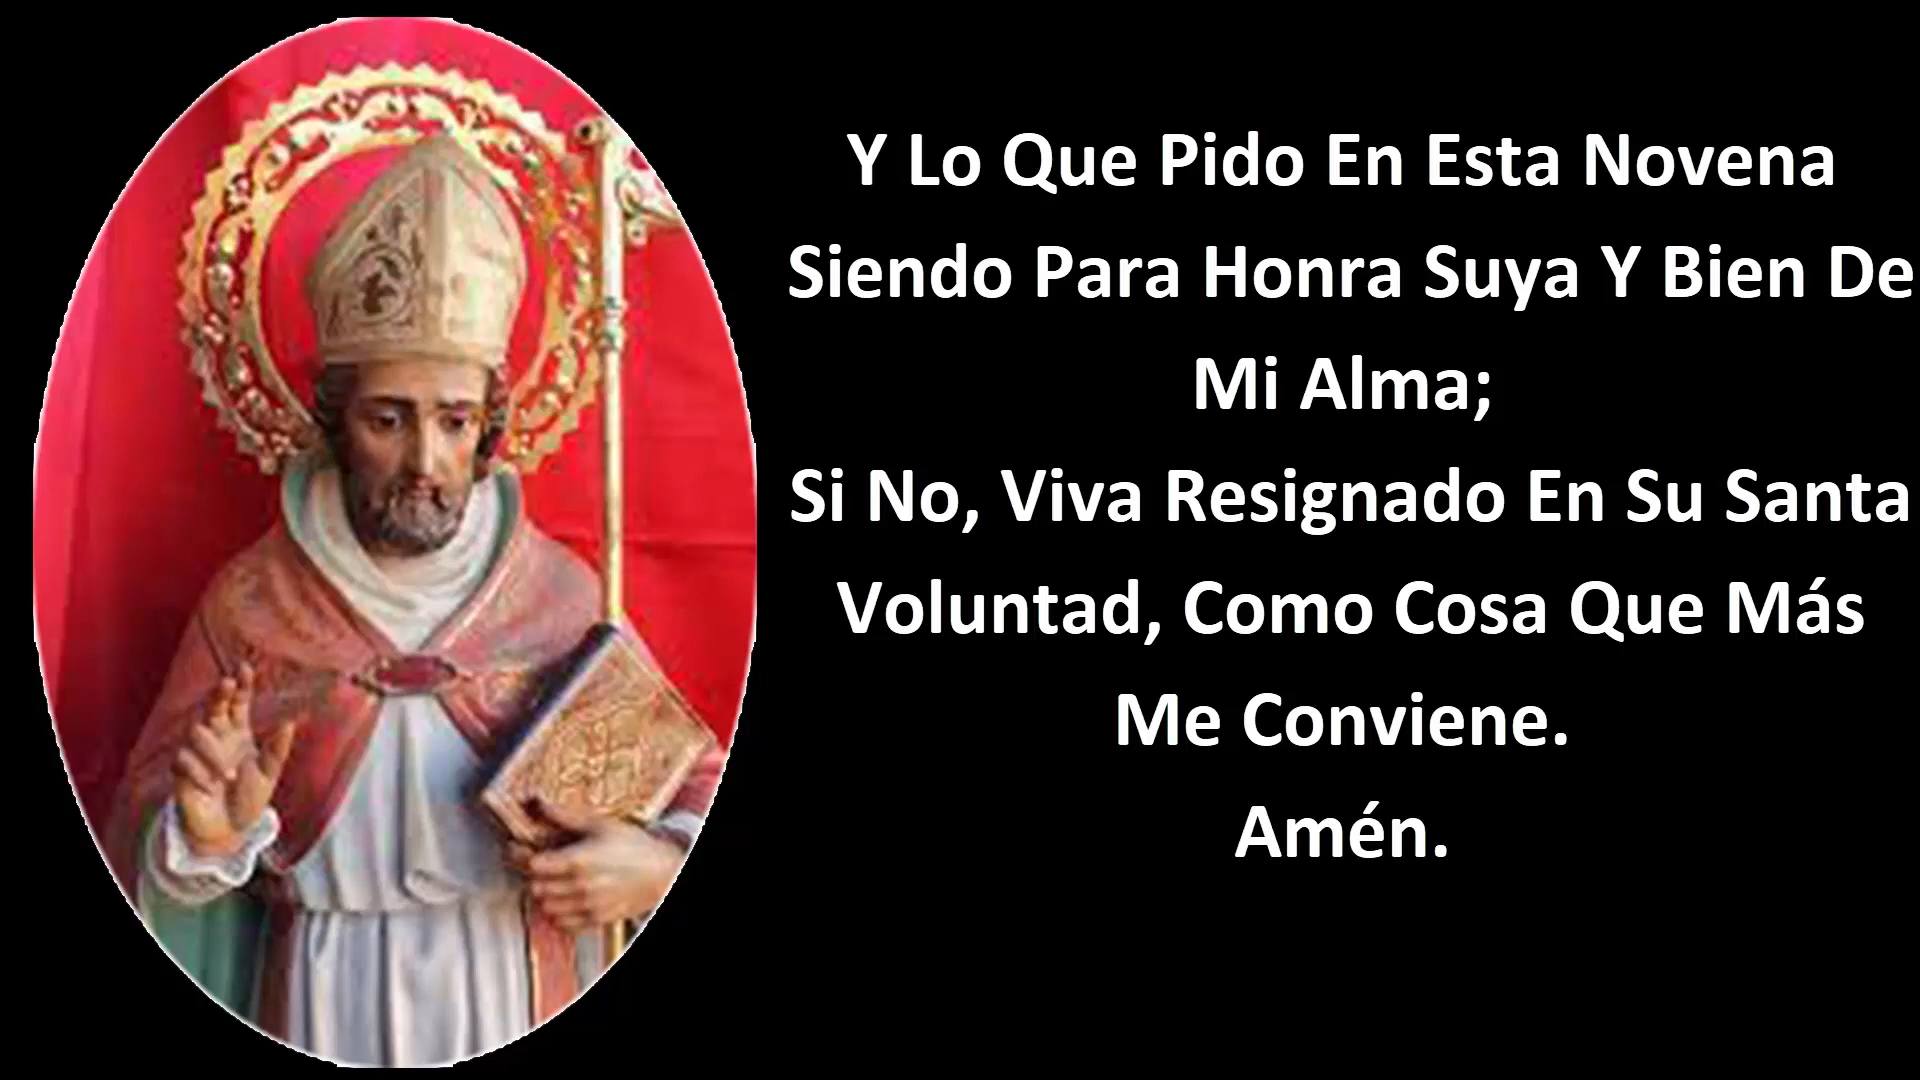 Y Lo Que Pido En Esta Novena
Siendo Para Honra Suya Y Bien De
Mi Alma;
Si No, Viva Resignado En Su Santa
Voluntad, Como Cosa Que Más
Me Conviene.
Amén.